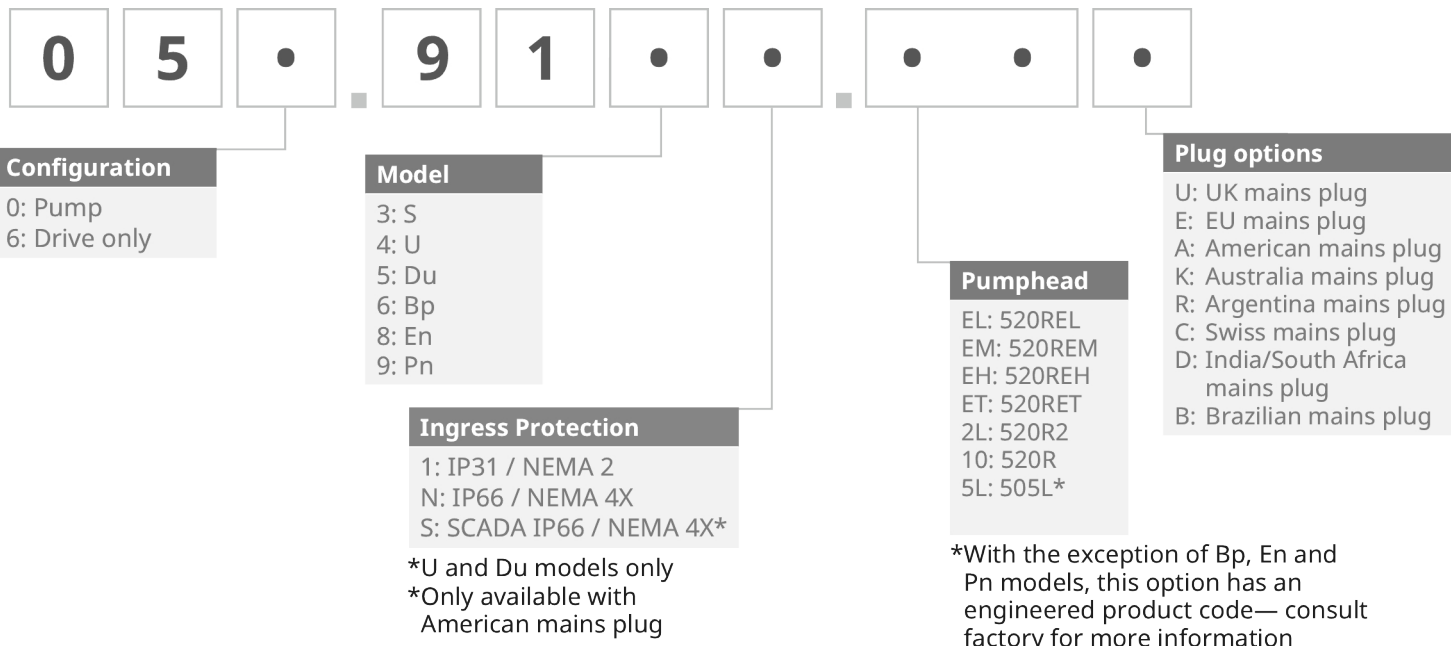 0 5 • . 9 1 • • . • • •
Configuration
0: Pump
6: Drive only
Model
3: S
4: U
5: Du
6: Bp
8: En
9: Pn
Ingress Protection
1: IP31 / NEMA 2
N: IP66 / NEMA 4X
S: SCADA IP66 / NEMA 4X*
*U and Du models only
*Only available with
American mains plug
Pumphead
EL: 520REL
EM: 520REM
EH: 520REH
ET: 520RET
2L: 520R2
10: 520R
5L: 505L*
*With the exception of Bp, En and
Pn models, this option has an
engineered product code— consult
factory for more information
Plug options
U: UK mains plug
E: EU mains plug
A: American mains plug
K: Australia mains plug
R: Argentina mains plug
C: Swiss mains plug
D: India/South Africa
mains plug
B: Brazilian mains plug